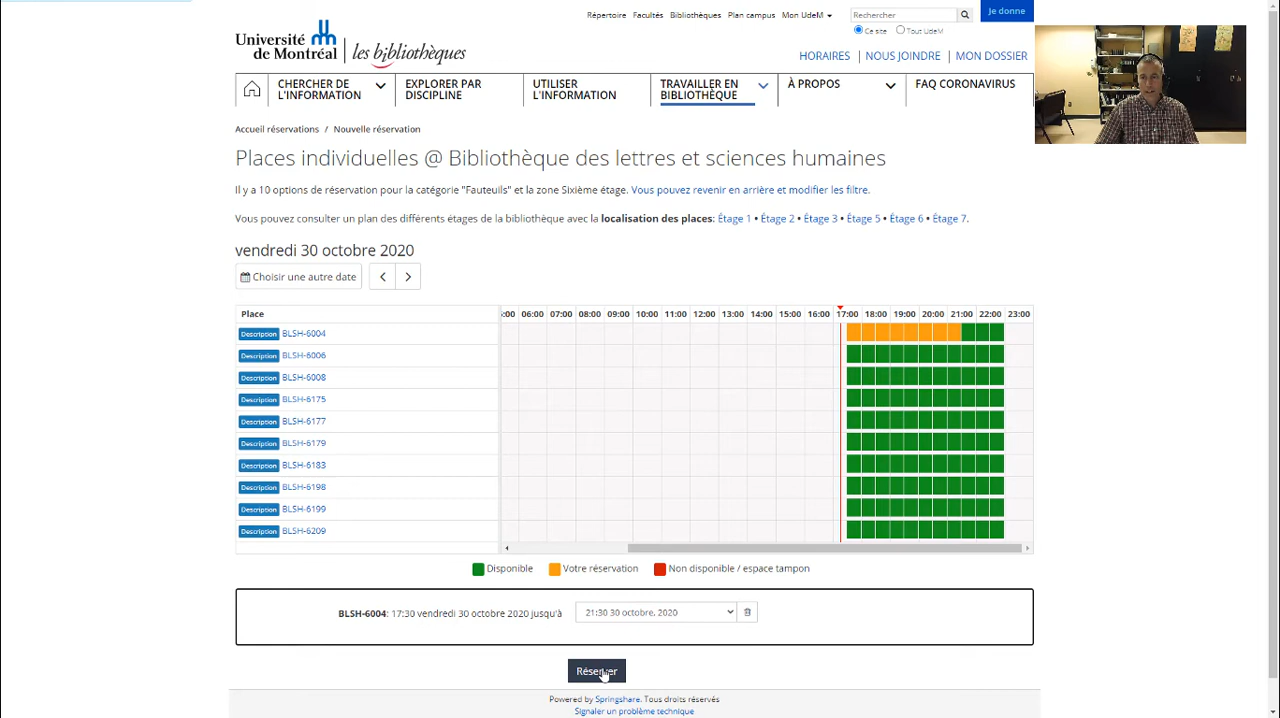 Répertoire Facultés Bibliothèques Plan campus Mon UdeM Rechercher Je donne
Ce site Tout UdeM
Université de Montréal les bibliothèques
HORAIRES NOUS JOINDRE MON DOSSIER
CHERCHER DE L'INFORMATION EXPLORER PAR DISCIPLINE UTILISER L'INFORMATION TRAVAILLER EN BIBLIOTHÈQUE À PROPOS FAQ CORONAVIRUS
Accueil réservations / Nouvelle réservation
Places individuelles @ Bibliothèque des lettres et sciences humaines
Il y a 10 options de réservation pour la catégorie "Fauteuils" et la zone Sixième étage. Vous pouvez revenir en arrière et modifier les filtre.
Vous pouvez consulter un plan des différents étages de la bibliothèque avec la localisation des places: Étage 1 • Étage 2 • Étage 3 • Étage 5 • Étage 6 • Étage 7.
vendredi 30 octobre 2020
Choisir une autre date
Place :00 06:00 07:00 08:00 09:00 10:00 11:00 12:00 13:00 14:00 15:00 16:00 17:00 18:00 19:00 20:00 21:00 22:00 23:00
Description BLSH-6004
Description BLSH-6006
Description BLSH-6008
Description BLSH-6175
Description BLSH-6177
Description BLSH-6179
Description BLSH-6183
Description BLSH-6198
Description BLSH-6199
Description BLSH-6209
Disponible Votre réservation Non disponible / espace tampon
BLSH-6004: 17:30 vendredi 30 octobre 2020 jusqu'à 21:30 30 octobre, 2020
Réserver
Powered by Springshare. Tous droits réservés
Signaler un problème technique